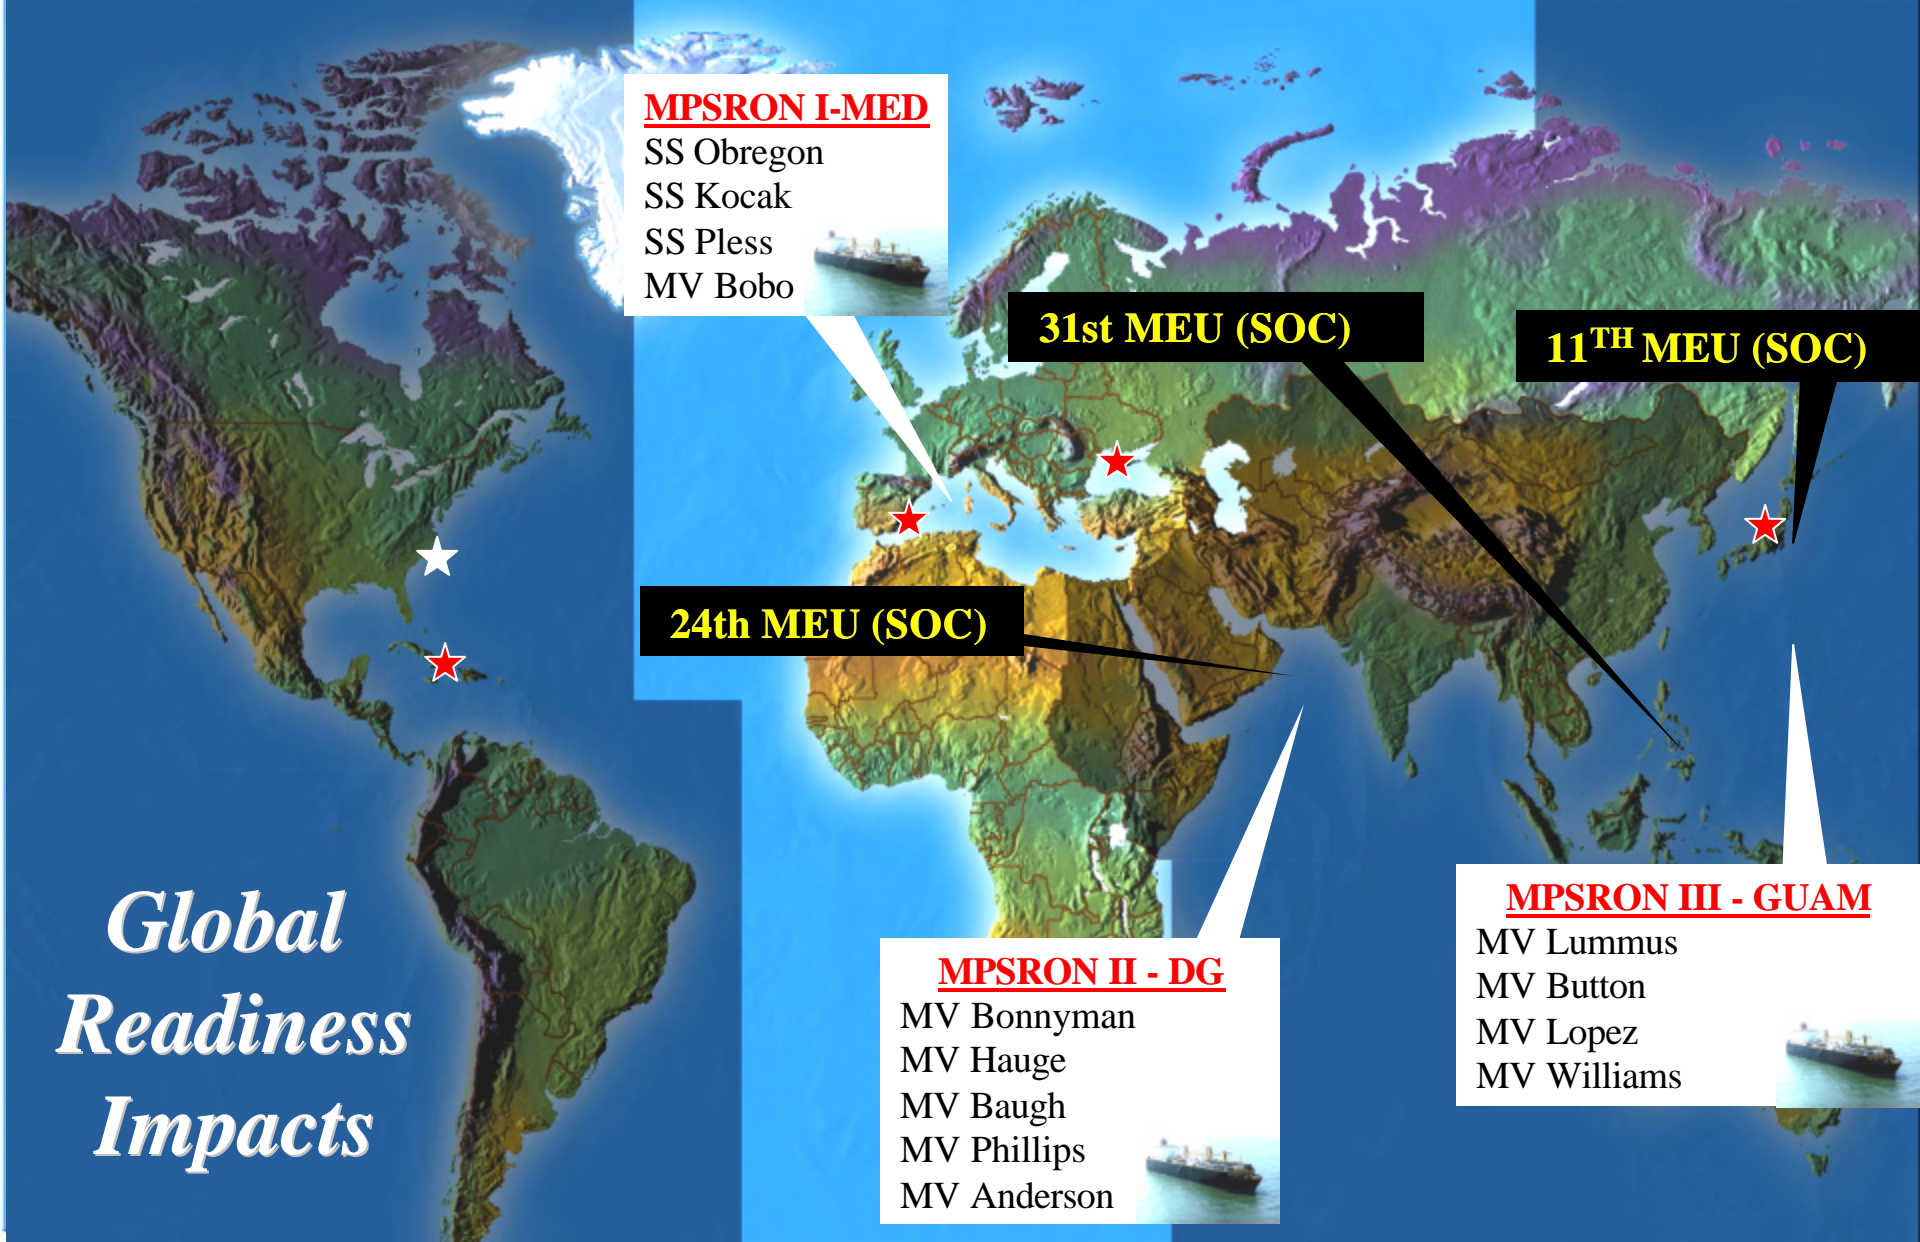 MPSRON I-MED
SS Obregon
SS Kocak
SS Pless
MV Bobo
31st MEU (SOC)
11TH MEU (SOC)
24th MEU (SOC)
Global
Readiness
Impacts
MPSRON II - DG
MV Bonnyman
MV Hauge
MV Baugh
MV Phillips
MV Anderson
MPSRON III - GUAM
MV Lummus
MV Button
MV Lopez
MV Williams